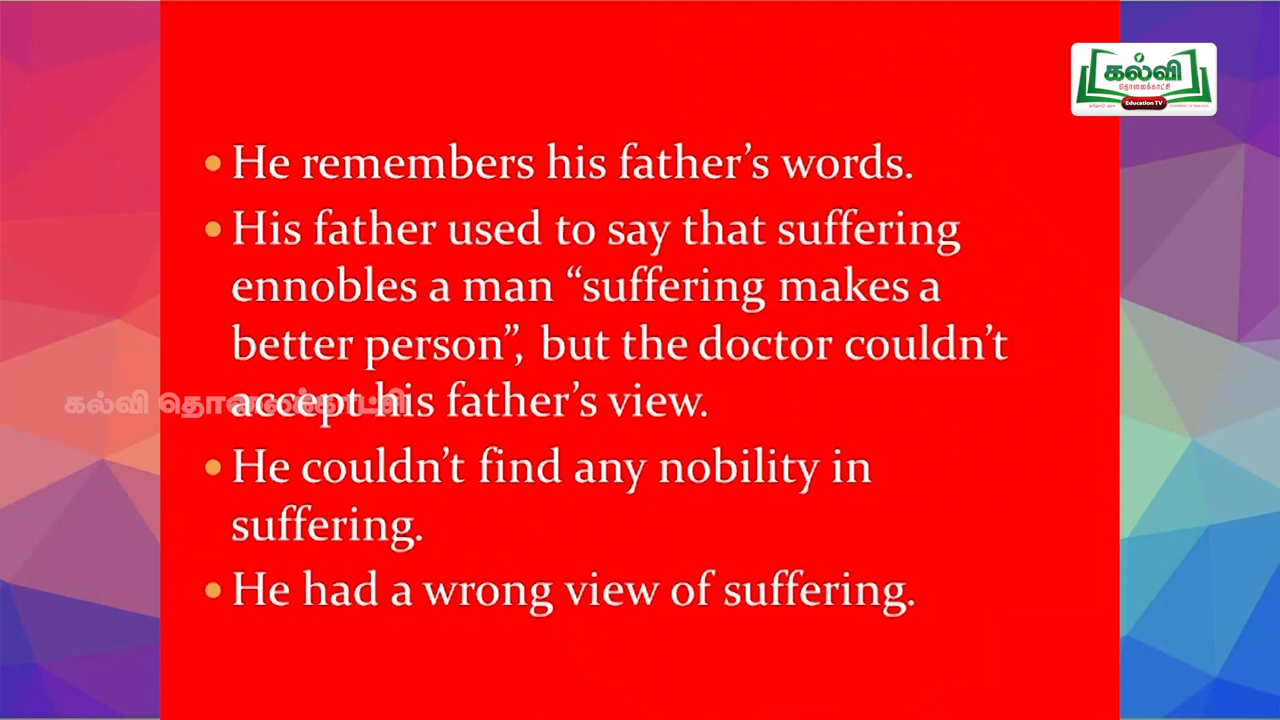 கல்வி
தொலைக்காட்சி
Education TV
• He remembers his father’s words.
• His father used to say that suffering
ennobles a man “suffering makes a
better person”, but the doctor couldn’t
accept his father’s view.
கல்வி தொலைக்காட்சி
• He couldn’t find any nobility in
suffering.
• He had a wrong view of suffering.